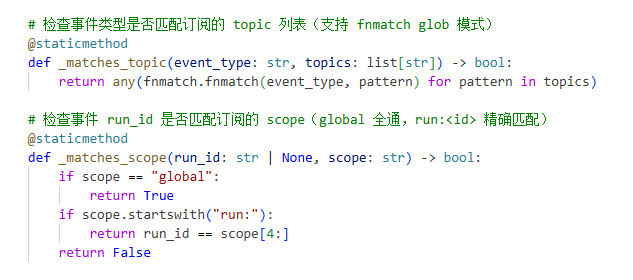 # 检查事件类型是否匹配订阅的 topic 列表（支持 fnmatch glob 模式）
@staticmethod
def _matches_topic(event_type: str, topics: list[str]) -> bool:
    return any(fnmatch.fnmatch(event_type, pattern) for pattern in topics)

# 检查事件 run_id 是否匹配订阅的 scope（global 全通，run:<id> 精确匹配）
@staticmethod
def _matches_scope(run_id: str | None, scope: str) -> bool:
    if scope == "global":
        return True
    if scope.startswith("run:"):
        return run_id == scope[4:]
    return False